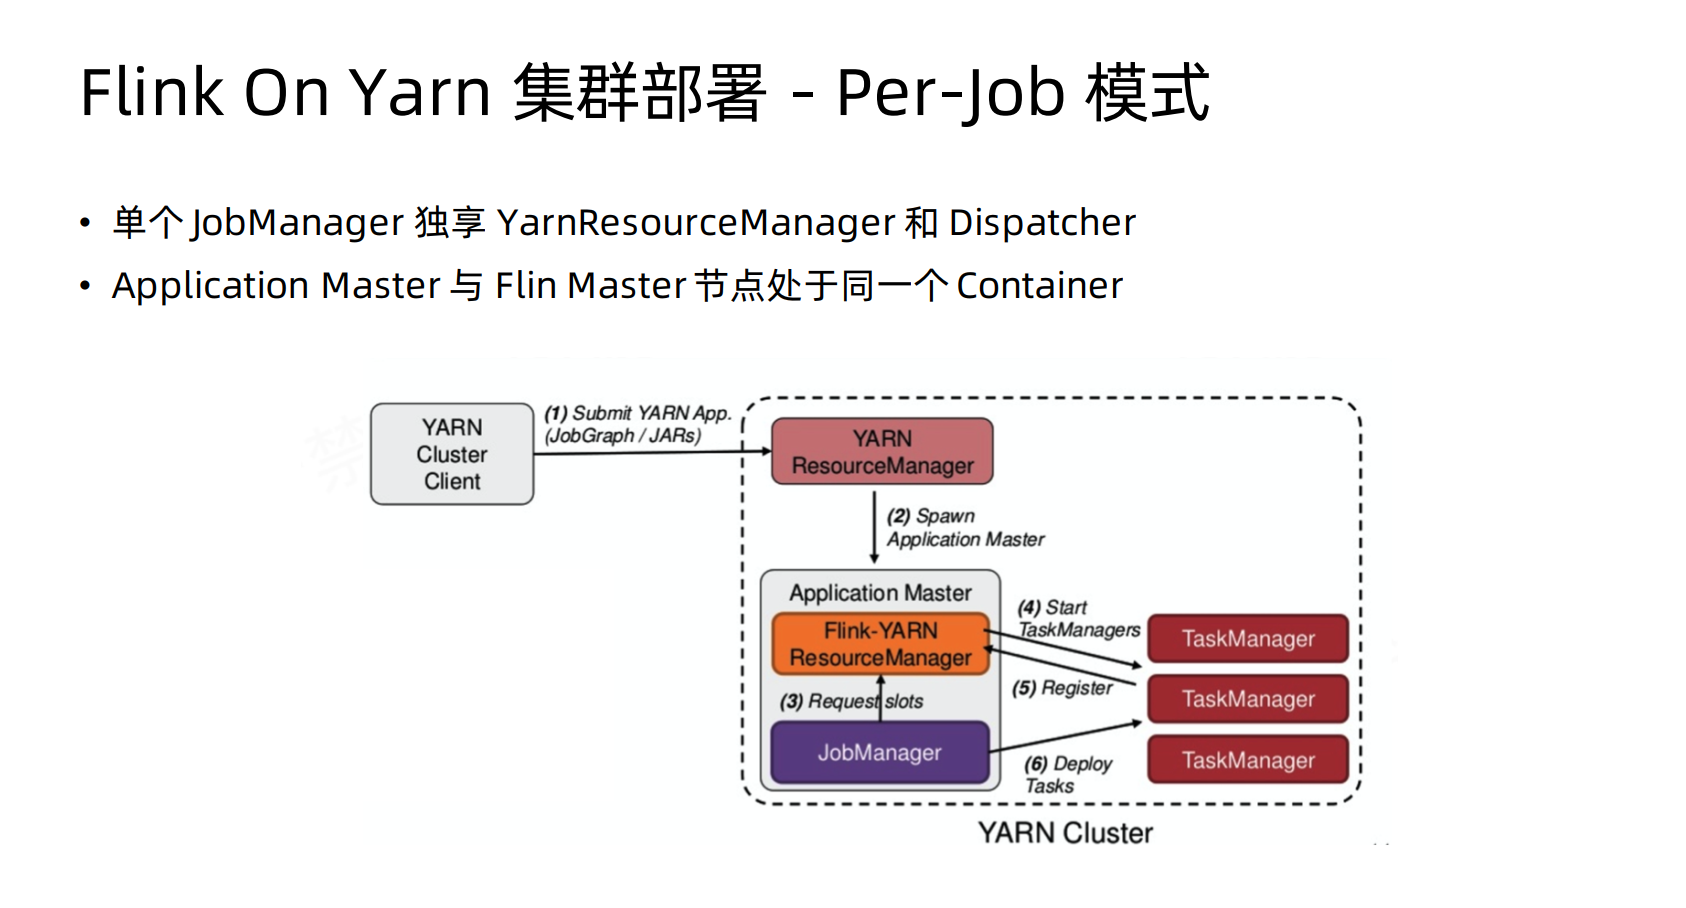 Flink On Yarn 集群部署 - Per-Job 模式
• 单个 JobManager 独享 YarnResourceManager 和 Dispatcher
• Application Master 与 Flin Master 节点处于同一个 Container
YARN
Cluster
Client
(1) Submit YARN App.
(JobGraph / JARs)
YARN
ResourceManager
(2) Spawn
Application Master
Application Master
Flink-YARN
ResourceManager
(3) Request slots
JobManager
(4) Start
TaskManagers
(5) Register
(6) Deploy
Tasks
TaskManager
TaskManager
TaskManager
YARN Cluster